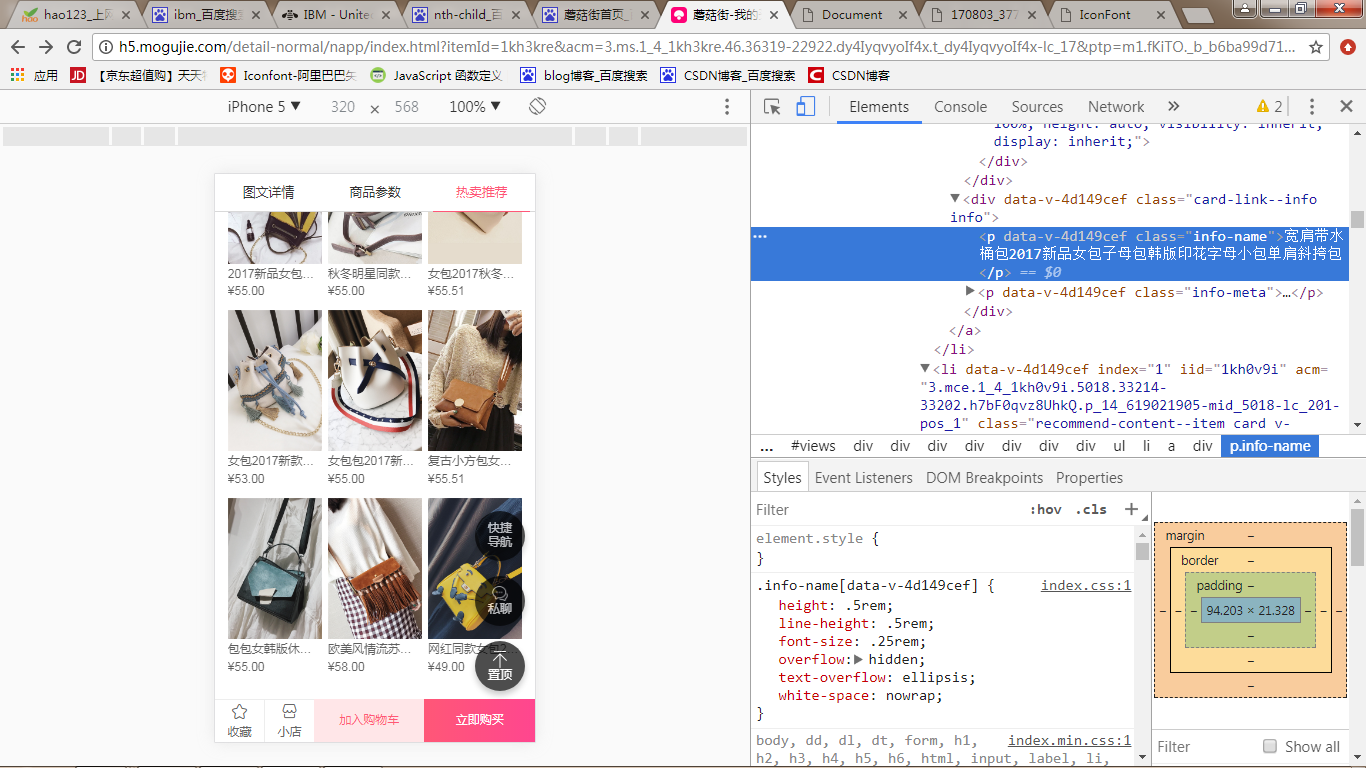 hao123_上网
ibm_百度搜索
IBM - United
nth-child_百
蘑菇街首页_
蘑菇街-我的
Document
170803_377
IconFont
h5.mogujie.com/detail-normal/napp/index.html?itemId=1kh3kre&acm=3.ms.1_4_1kh3kre.46.36319-22922.dy4IyqvyoIf4x.t_dy4IyqvyoIf4x-lc_17&ptp=m1.fKiTO._b_b6ba99d71...
应用
JD 【京东超值购】天天
Iconfont-阿里巴巴矢
JavaScript 函数定义
blog博客_百度搜索
CSDN博客_百度搜索
C CSDN博客
iPhone 5 ▼ 320 × 568 100% ▼
Elements Console Sources Network » 2
图文详情 商品参数 热卖推荐
2017新品女包... 秋冬明星同款... 女包2017秋冬...
¥55.00 ¥55.00 ¥55.51
女包2017新款... 女包包2017新... 复古小方包女...
¥53.00 ¥55.00 ¥55.51
快捷
导航
私聊
包包女韩版休... 欧美风情流苏... 网红同款女包2...
¥55.00 ¥58.00 ¥49.00
置顶
收藏 小店 加入购物车 立即购买
100%; height: auto; visibility: inherit;
display: inherit;">
</div>
</div>
▼<div data-v-4d149cef class="card-link--info
info">
... <p data-v-4d149cef class="info-name">宽肩带水
桶包2017新品女包子母包韩版印花字母小包单肩斜挎包
</p> == $0
▶<p data-v-4d149cef class="info-meta">…</p>
</div>
</a>
</li>
▼<li data-v-4d149cef index="1" iid="1kh0v9i" acm=
"3.mce.1_4_1kh0v9i.5018.33214-
33202.h7bF0qvz8UhkQ.p_14_619021905-mid_5018-lc_201-
pos_1" class="recommend-content--item card v-
... #views div div div div div div div ul li a div p.info-name
Styles Event Listeners DOM Breakpoints Properties
Filter :hov .cls +
element.style {
}
.info-name[data-v-4d149cef] { index.css:1
height: .5rem;
line-height: .5rem;
font-size: .25rem;
overflow:▶hidden;
text-overflow: ellipsis;
white-space: nowrap;
}
body, dd, dl, dt, form, h1, index.min.css:1
h2, h3, h4, h5, h6, html, input, label, li,
margin –
border –
padding –
– – – 94.203 × 21.328 – – –
–
–
–
Filter Show all